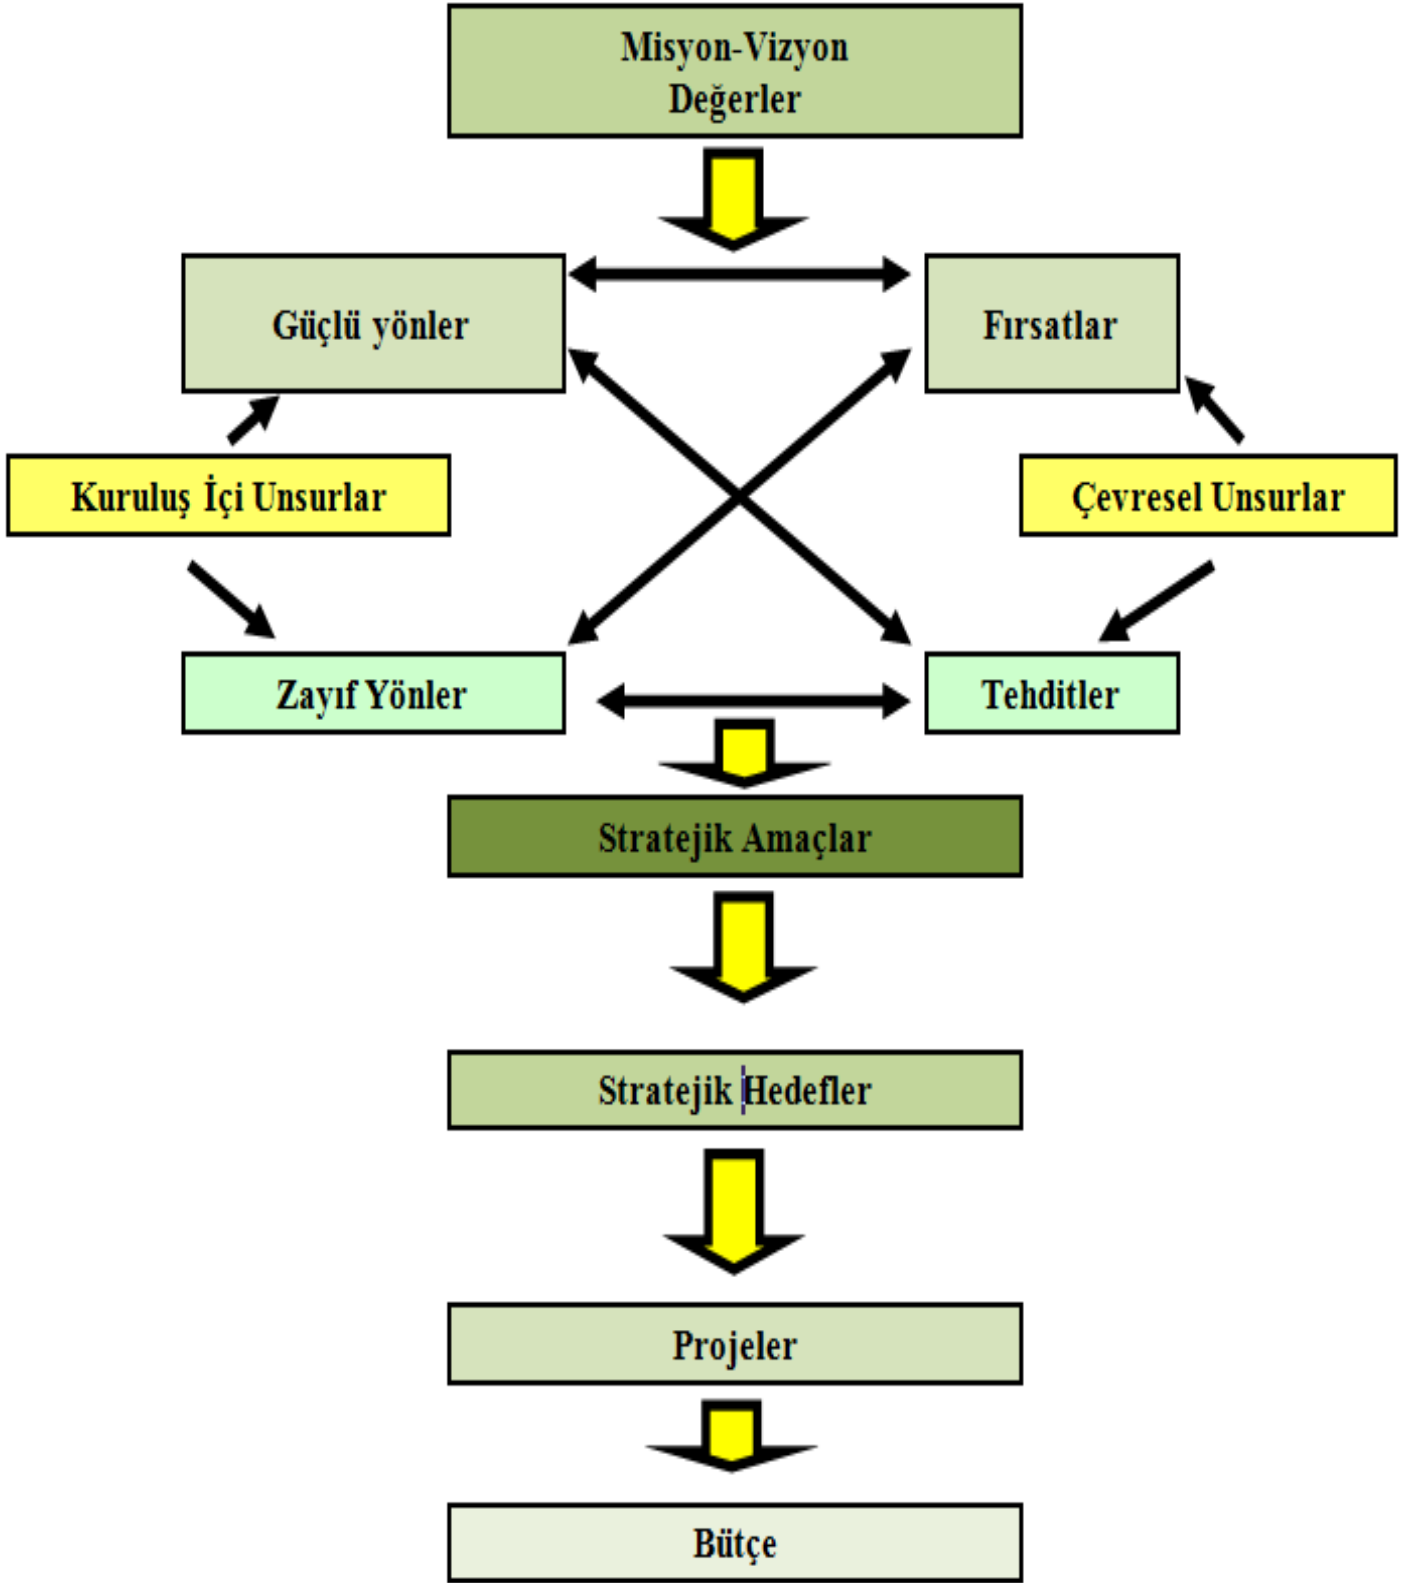 Misyon-Vizyon
Değerler
Güçlü yönler
Fırsatlar
Kuruluş İçi Unsurlar
Çevresel Unsurlar
Zayıf Yönler
Tehditler
Stratejik Amaçlar
Stratejik Hedefler
Projeler
Bütçe